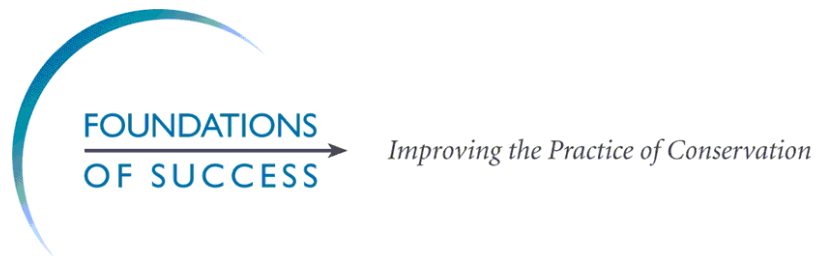 FOUNDATIONS
OF SUCCESS
Improving the Practice of Conservation